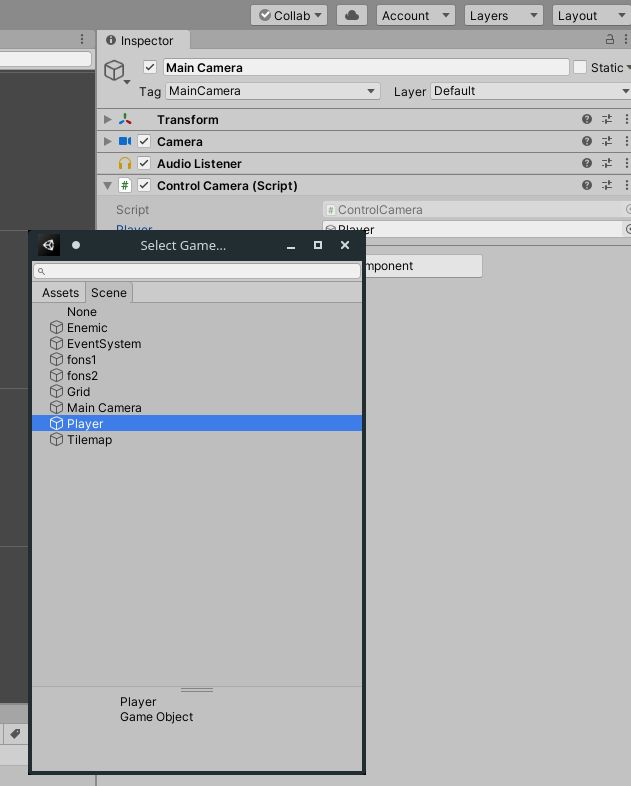 Collab
Account
Layers
Layout
Inspector
Main Camera
Static
Tag MainCamera
Layer Default
Transform
Camera
Audio Listener
# Control Camera (Script)
Script
# ControlCamera
Player
Player
mponent
Select Game...
Assets
Scene
None
Enemic
EventSystem
fons1
fons2
Grid
Main Camera
Player
Tilemap
Player
Game Object